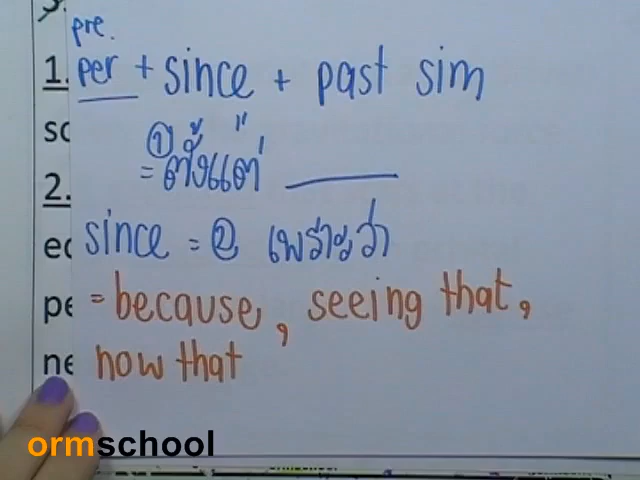 pre.
1. per + since + past sim
① "
sc = ตั้งแต่
2.
ec since = ② เพราะว่า
pe = because, seeing that,
ne now that
ormschool